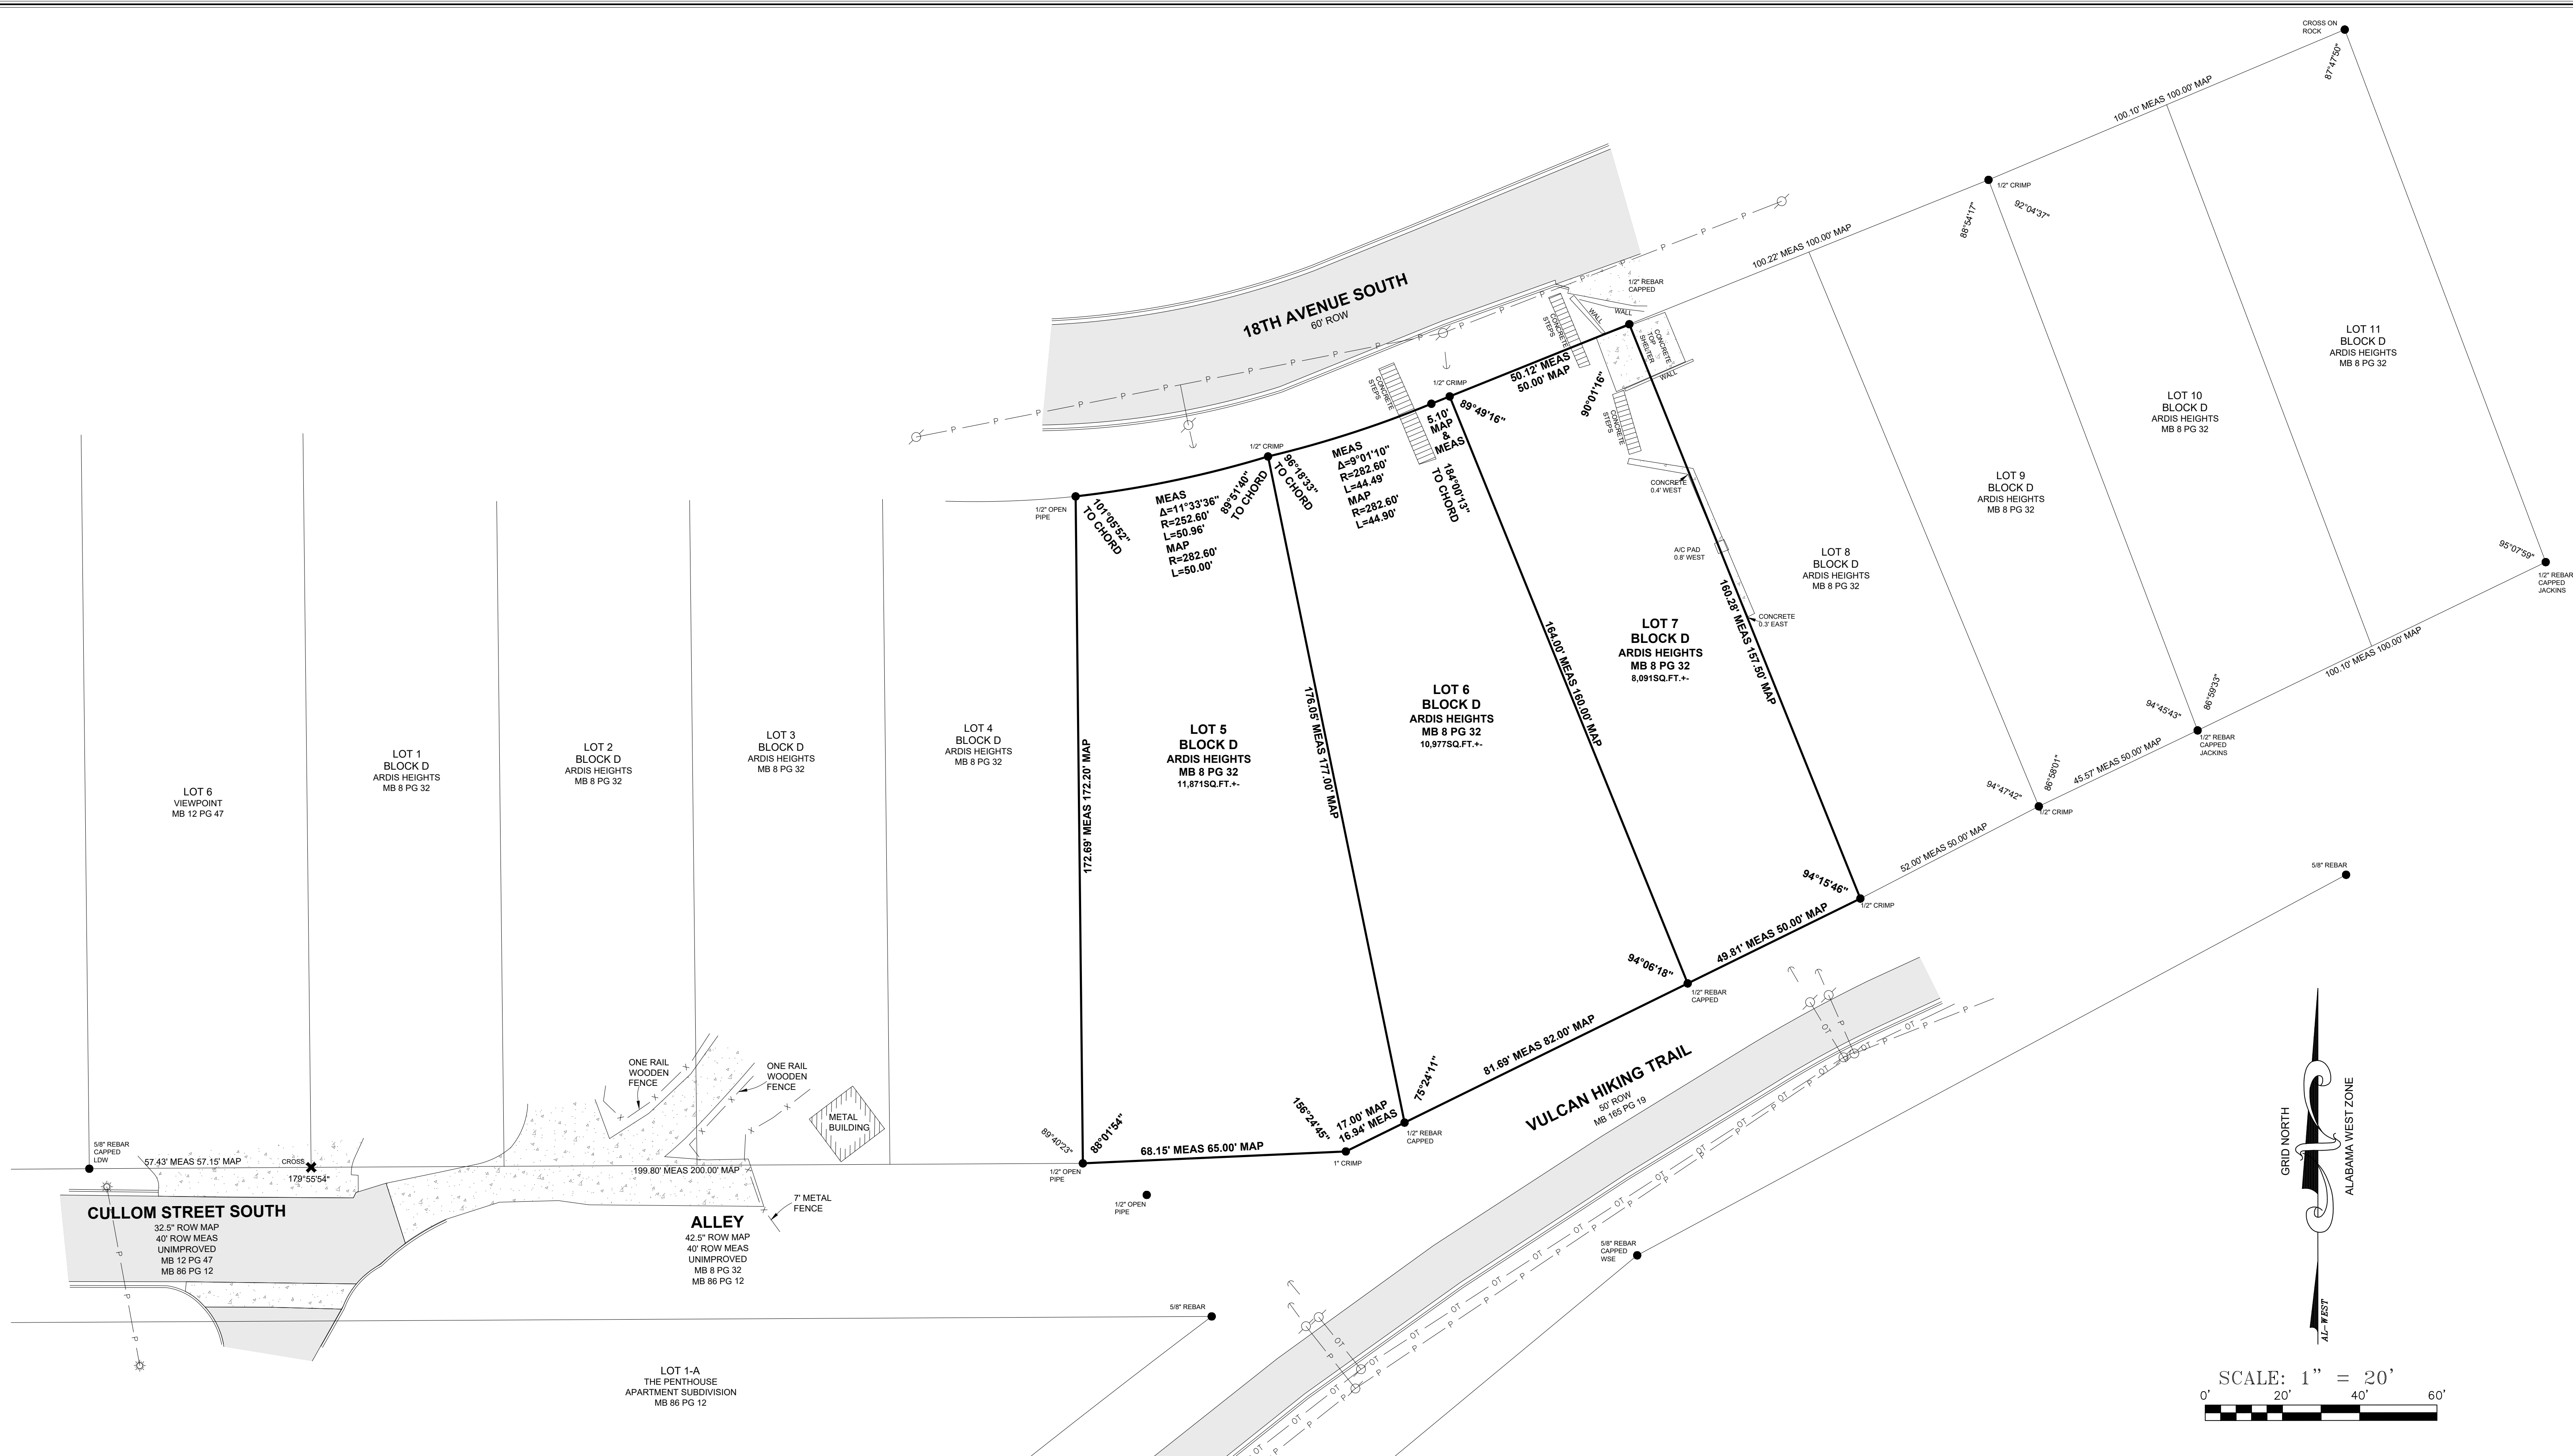 CROSS ON
ROCK
87°47'50"
100.10' MEAS 100.00' MAP
1/2" CRIMP
88°54'17"
92°04'37"
100.22' MEAS 100.00' MAP
18TH AVENUE SOUTH
60' ROW
P
1/2" REBAR
CAPPED
WALL
WALL
CONCRETE
STEPS
CONCRETE
TOP
SHELTER
WALL
50.12' MEAS
50.00' MAP
90°01'16"
1/2" CRIMP
89°49'16"
CONCRETE
STEPS
5.10'
MAP
&
MEAS
184°00'13"
TO CHORD
CONCRETE
STEPS
CONCRETE
0.4' WEST
A/C PAD
0.8' WEST
CONCRETE
0.3' EAST
1/2" CRIMP
96°18'33"
TO CHORD
89°51'40"
TO CHORD
MEAS
Δ=9°01'10"
R=282.60'
L=44.49'
MAP
R=282.60'
L=44.90'
MEAS
Δ=11°33'36"
R=252.60'
L=50.96'
MAP
R=282.60'
L=50.00'
1/2" OPEN
PIPE
101°05'52"
TO CHORD
LOT 11
BLOCK D
ARDIS HEIGHTS
MB 8 PG 32
LOT 10
BLOCK D
ARDIS HEIGHTS
MB 8 PG 32
LOT 9
BLOCK D
ARDIS HEIGHTS
MB 8 PG 32
LOT 8
BLOCK D
ARDIS HEIGHTS
MB 8 PG 32
LOT 7
BLOCK D
ARDIS HEIGHTS
MB 8 PG 32
8,091SQ.FT.+-
LOT 6
BLOCK D
ARDIS HEIGHTS
MB 8 PG 32
10,977SQ.FT.+-
LOT 5
BLOCK D
ARDIS HEIGHTS
MB 8 PG 32
11,871SQ.FT.+-
LOT 4
BLOCK D
ARDIS HEIGHTS
MB 8 PG 32
LOT 3
BLOCK D
ARDIS HEIGHTS
MB 8 PG 32
LOT 2
BLOCK D
ARDIS HEIGHTS
MB 8 PG 32
LOT 1
BLOCK D
ARDIS HEIGHTS
MB 8 PG 32
LOT 6
VIEWPOINT
MB 12 PG 47
172.69' MEAS 172.20' MAP
176.05' MEAS 177.00' MAP
164.00' MEAS 160.00' MAP
160.28' MEAS 157.50' MAP
95°07'59"
1/2" REBAR
CAPPED
JACKINS
100.10' MEAS 100.00' MAP
94°45'43"
86°59'33"
1/2" REBAR
CAPPED
JACKINS
45.57' MEAS 50.00' MAP
94°47'42"
86°58'01"
1/2" CRIMP
52.00' MEAS 50.00' MAP
94°15'46"
1/2" CRIMP
5/8" REBAR
49.81' MEAS 50.00' MAP
94°06'18"
1/2" REBAR
CAPPED
81.69' MEAS 82.00' MAP
75°24'11"
1/2" REBAR
CAPPED
17.00' MAP
16.94' MEAS
156°24'45"
1" CRIMP
68.15' MEAS 65.00' MAP
88°01'54"
89°40'23"
1/2" OPEN
PIPE
1/2" OPEN
PIPE
VULCAN HIKING TRAIL
50' ROW
MB 165 PG 19
OT
P
5/8" REBAR
CAPPED
WSE
5/8" REBAR
ONE RAIL
WOODEN
FENCE
ONE RAIL
WOODEN
FENCE
METAL
BUILDING
7' METAL
FENCE
199.80' MEAS 200.00' MAP
5/8" REBAR
CAPPED
LDW
57.43' MEAS 57.15' MAP
CROSS
179°55'54"
CULLOM STREET SOUTH
32.5" ROW MAP
40' ROW MEAS
UNIMPROVED
MB 12 PG 47
MB 86 PG 12
ALLEY
42.5" ROW MAP
40' ROW MEAS
UNIMPROVED
MB 8 PG 32
MB 86 PG 12
LOT 1-A
THE PENTHOUSE
APARTMENT SUBDIVISION
MB 86 PG 12
GRID NORTH
ALABAMA WEST ZONE
AL-WEST
SCALE: 1" = 20'
0' 20' 40' 60'